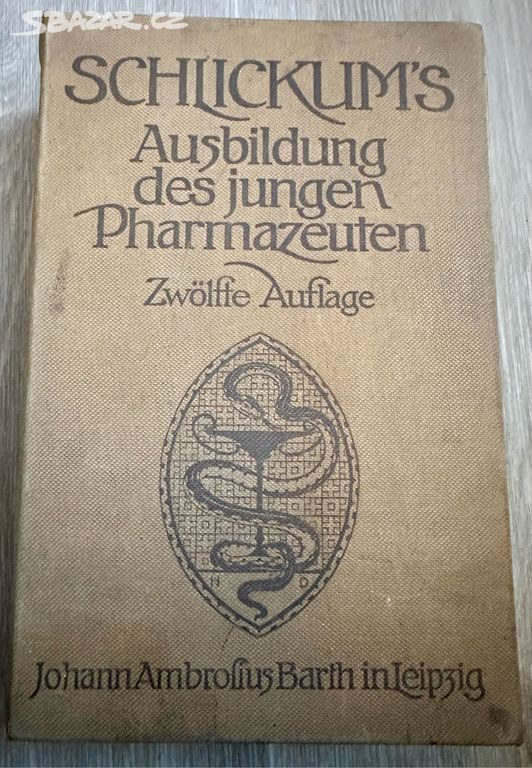 SBAZAR.CZ
SCHLICKUM'S
Ausbildung
des jungen
Pharmazeuten
Zwölfte Auflage
H D
Johann Ambrosius Barth in Leipzig